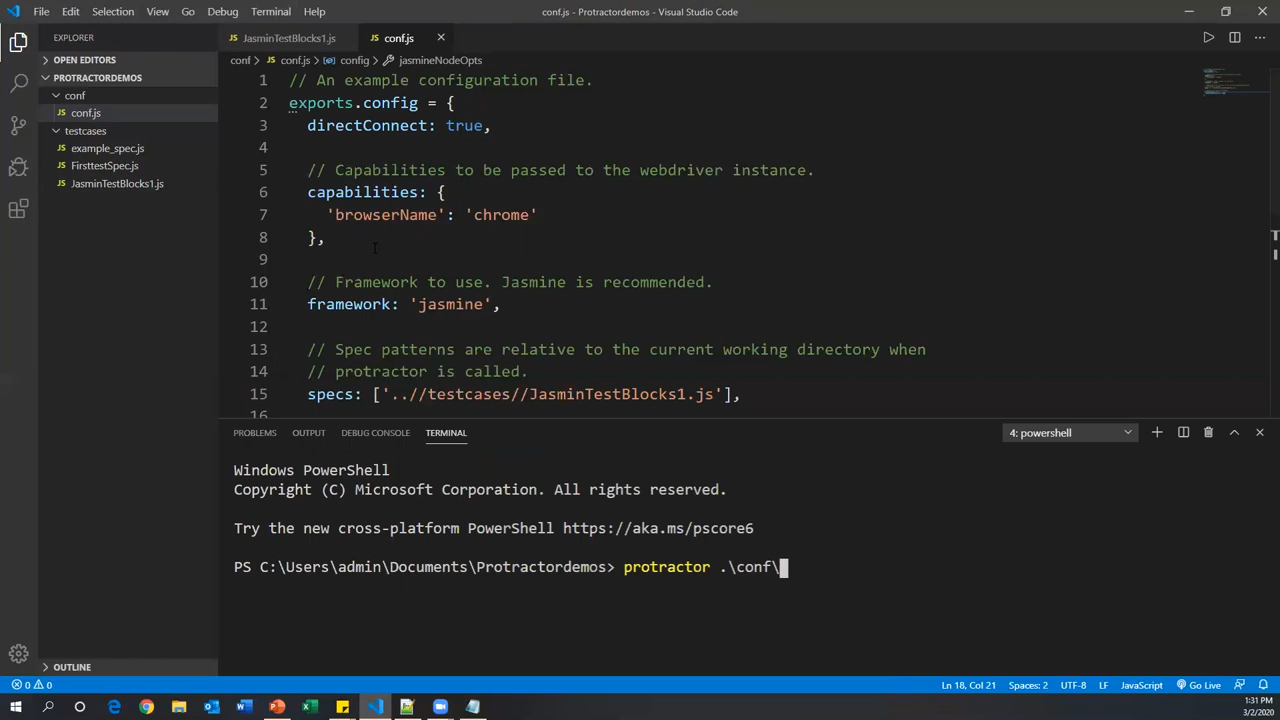 File Edit Selection View Go Debug Terminal Help
conf.js - Protractordemos - Visual Studio Code
EXPLORER
OPEN EDITORS
PROTRACTORDEMOS
conf
JS conf.js
testcases
JS example_spec.js
JS FirsttestSpec.js
JS JasminTestBlocks1.js
OUTLINE
JS JasminTestBlocks1.js JS conf.js
conf > JS conf.js > config > jasmineNodeOpts
1 // An example configuration file.
2 exports.config = {
3 directConnect: true,
4
5 // Capabilities to be passed to the webdriver instance.
6 capabilities: {
7 'browserName': 'chrome'
8 },
9
10 // Framework to use. Jasmine is recommended.
11 framework: 'jasmine',
12
13 // Spec patterns are relative to the current working directory when
14 // protractor is called.
15 specs: ['..//testcases//JasminTestBlocks1.js'],
16
PROBLEMS OUTPUT DEBUG CONSOLE TERMINAL
4: powershell
Windows PowerShell
Copyright (C) Microsoft Corporation. All rights reserved.
Try the new cross-platform PowerShell https://aka.ms/pscore6
PS C:\Users\admin\Documents\Protractordemos> protractor .\conf\
0 0
Ln 18, Col 21 Spaces: 2 UTF-8 LF JavaScript Go Live
1:31 PM
3/2/2020